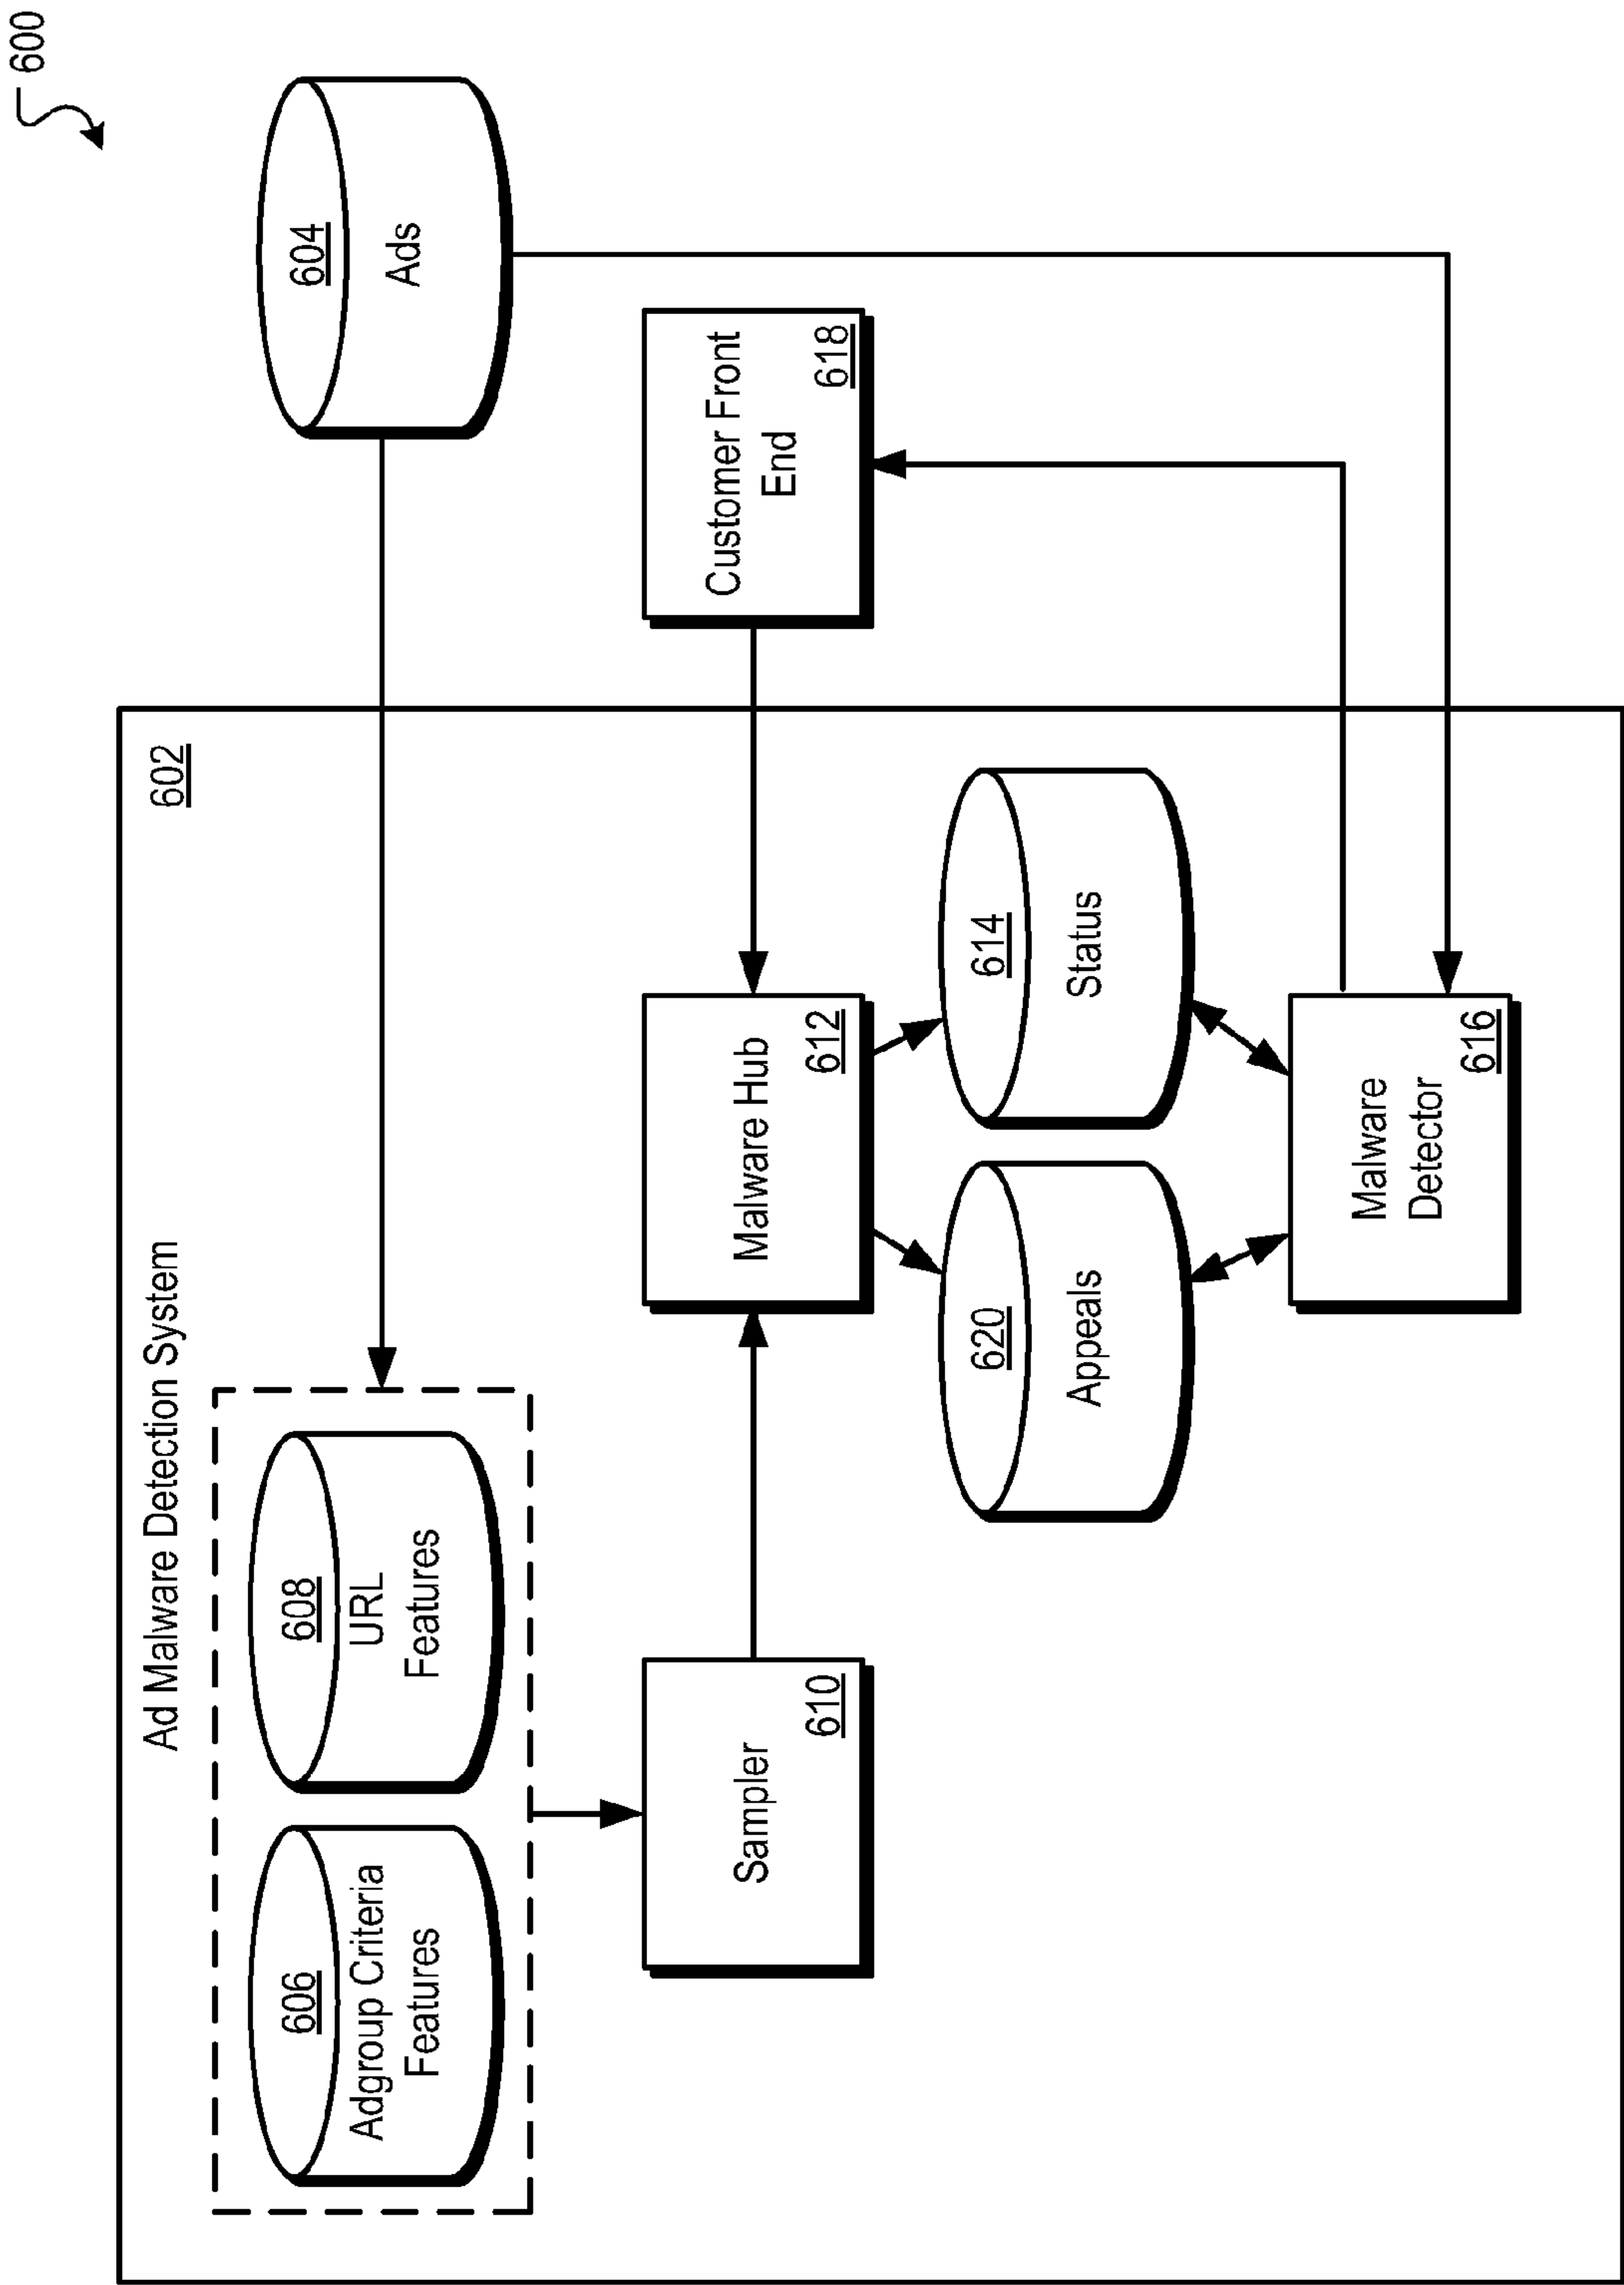 600
Ad Malware Detection System
602
606
Adgroup Criteria
Features
608
URL
Features
604
Ads
Sampler
610
Malware Hub
612
Customer Front
End
618
620
Appeals
614
Status
Malware
Detector
616